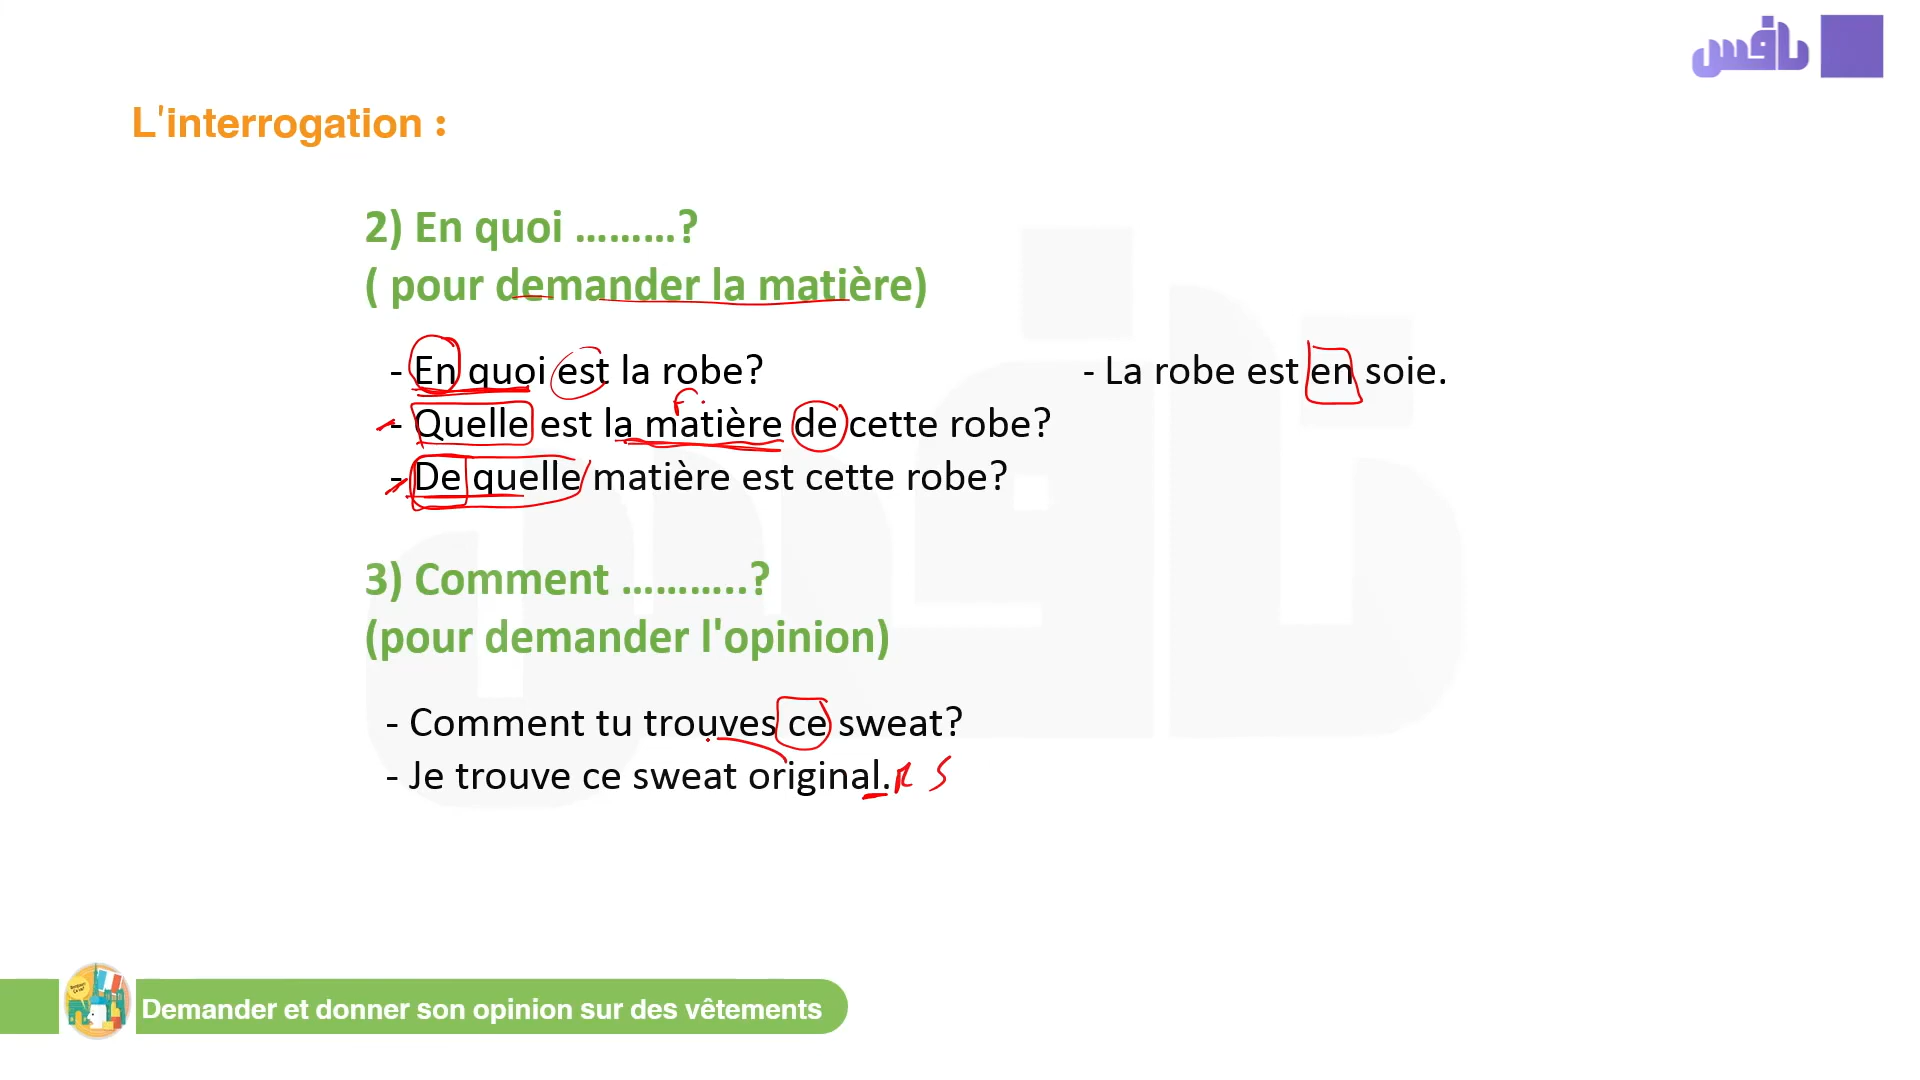 نافس
L'interrogation :
2) En quoi ………?
( pour demander la matière)
- En quoi est la robe? - La robe est en soie.
f.
- Quelle est la matière de cette robe?
- De quelle matière est cette robe?
3) Comment ………..?
(pour demander l'opinion)
- Comment tu trouves ce sweat?
- Je trouve ce sweat original.
Demander et donner son opinion sur des vêtements